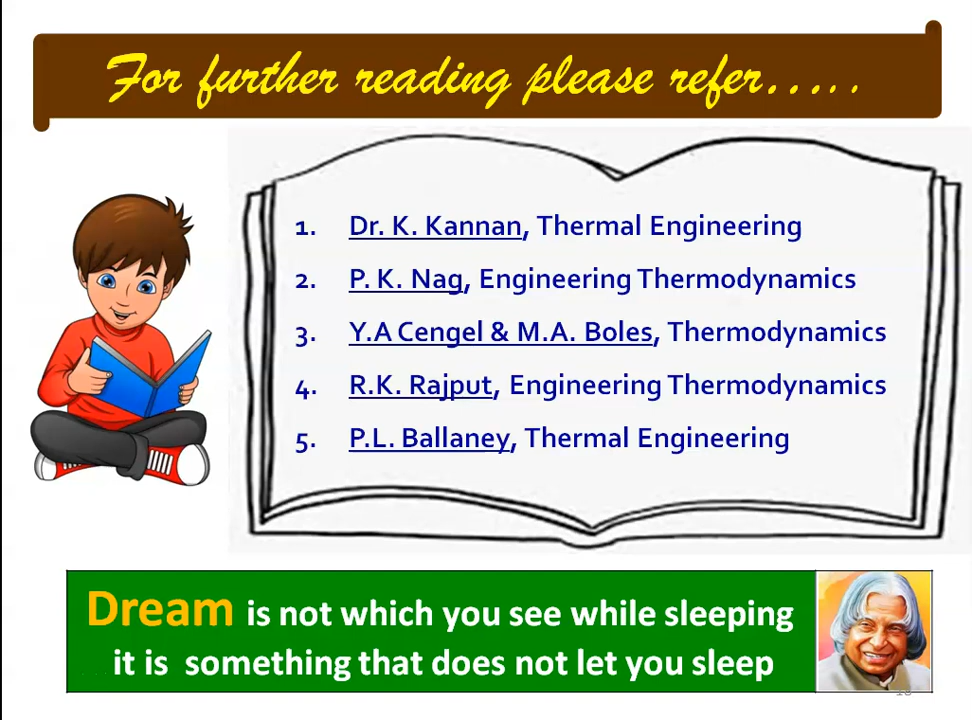 For further reading please refer.....
1. Dr. K. Kannan, Thermal Engineering
2. P. K. Nag, Engineering Thermodynamics
3. Y.A Cengel & M.A. Boles, Thermodynamics
4. R.K. Rajput, Engineering Thermodynamics
5. P.L. Ballaney, Thermal Engineering
Dream is not which you see while sleeping
it is something that does not let you sleep